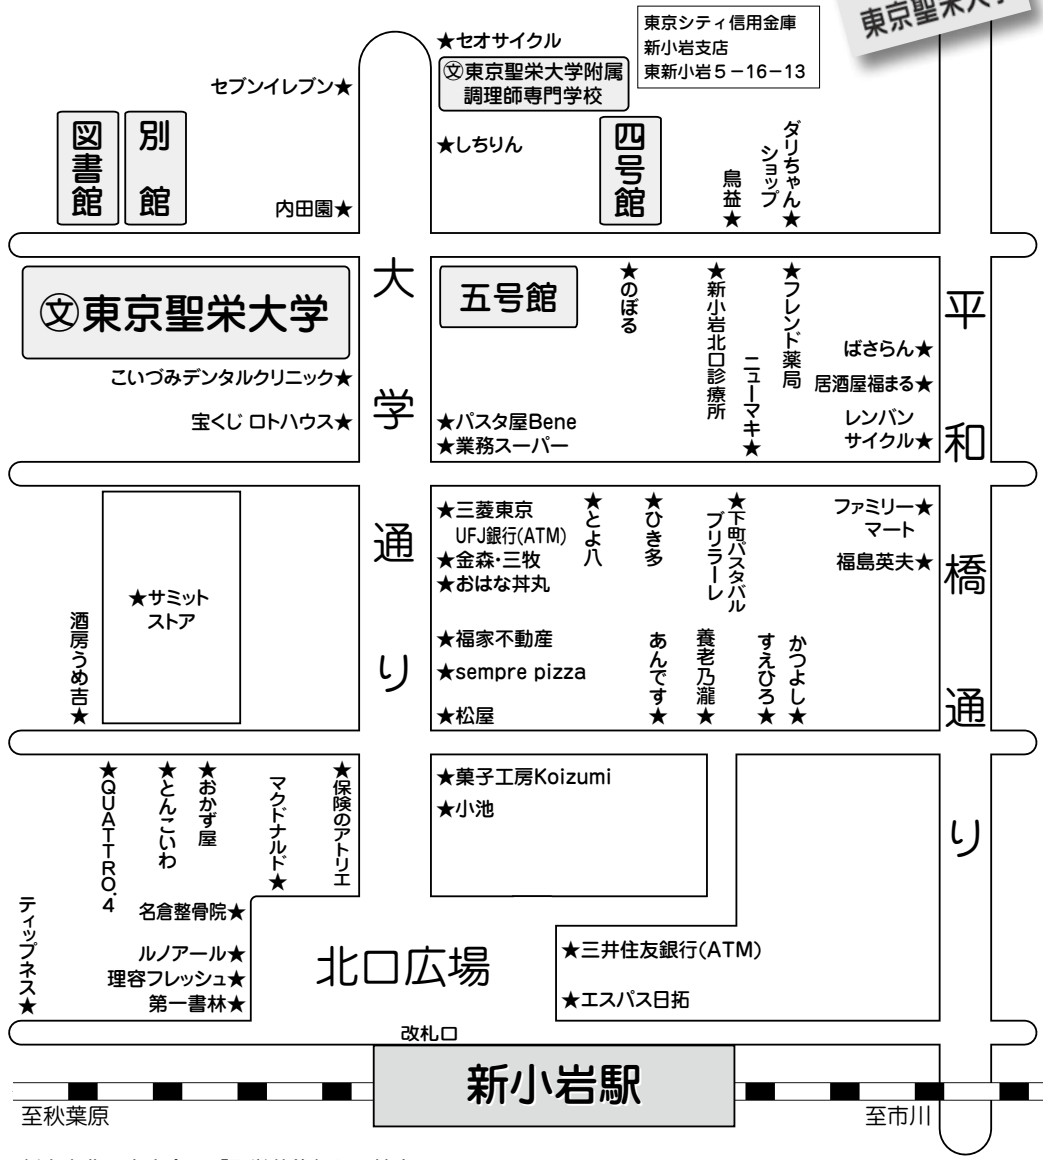 東京聖栄大学
東京シティ信用金庫
新小岩支店
東新小岩5－16－13
★セオサイクル
㊛東京聖栄大学附属
調理師専門学校
セブンイレブン★
★しちりん
図書館
別館
四号館
内田園★
鳥益★
ダリちゃん★
ショップ
大学通り
平和橋通り
㊛東京聖栄大学
五号館
★のぼる
★新小岩北口診療所
ニューマキ★
★フレンド薬局
ばさらん★
居酒屋福まる★
レンバン
サイクル★
こいづみデンタルクリニック★
宝くじ ロトハウス★
★パスタ屋Bene
★業務スーパー
★三菱東京
UFJ銀行(ATM)
★金森・三牧
★おはな丼丸
★とよ八
★ひき多
★下町パスタバル
ブリラーレ
ファミリー★
マート
福島英夫★
★サミット
ストア
酒房うめ吉★
★福家不動産
★sempre pizza
★松屋
あんです★
養老乃瀧★
すえひろ★
かつよし★
★QUATTRO.4
★とんこいわ
★おかず屋
マクドナルド★
★保険のアトリエ
★菓子工房Koizumi
★小池
ティップネス★
名倉整骨院★
ルノアール★
理容フレッシュ★
第一書林★
北口広場
★三井住友銀行(ATM)
★エスパス日拓
改札口
新小岩駅
至秋葉原
至市川